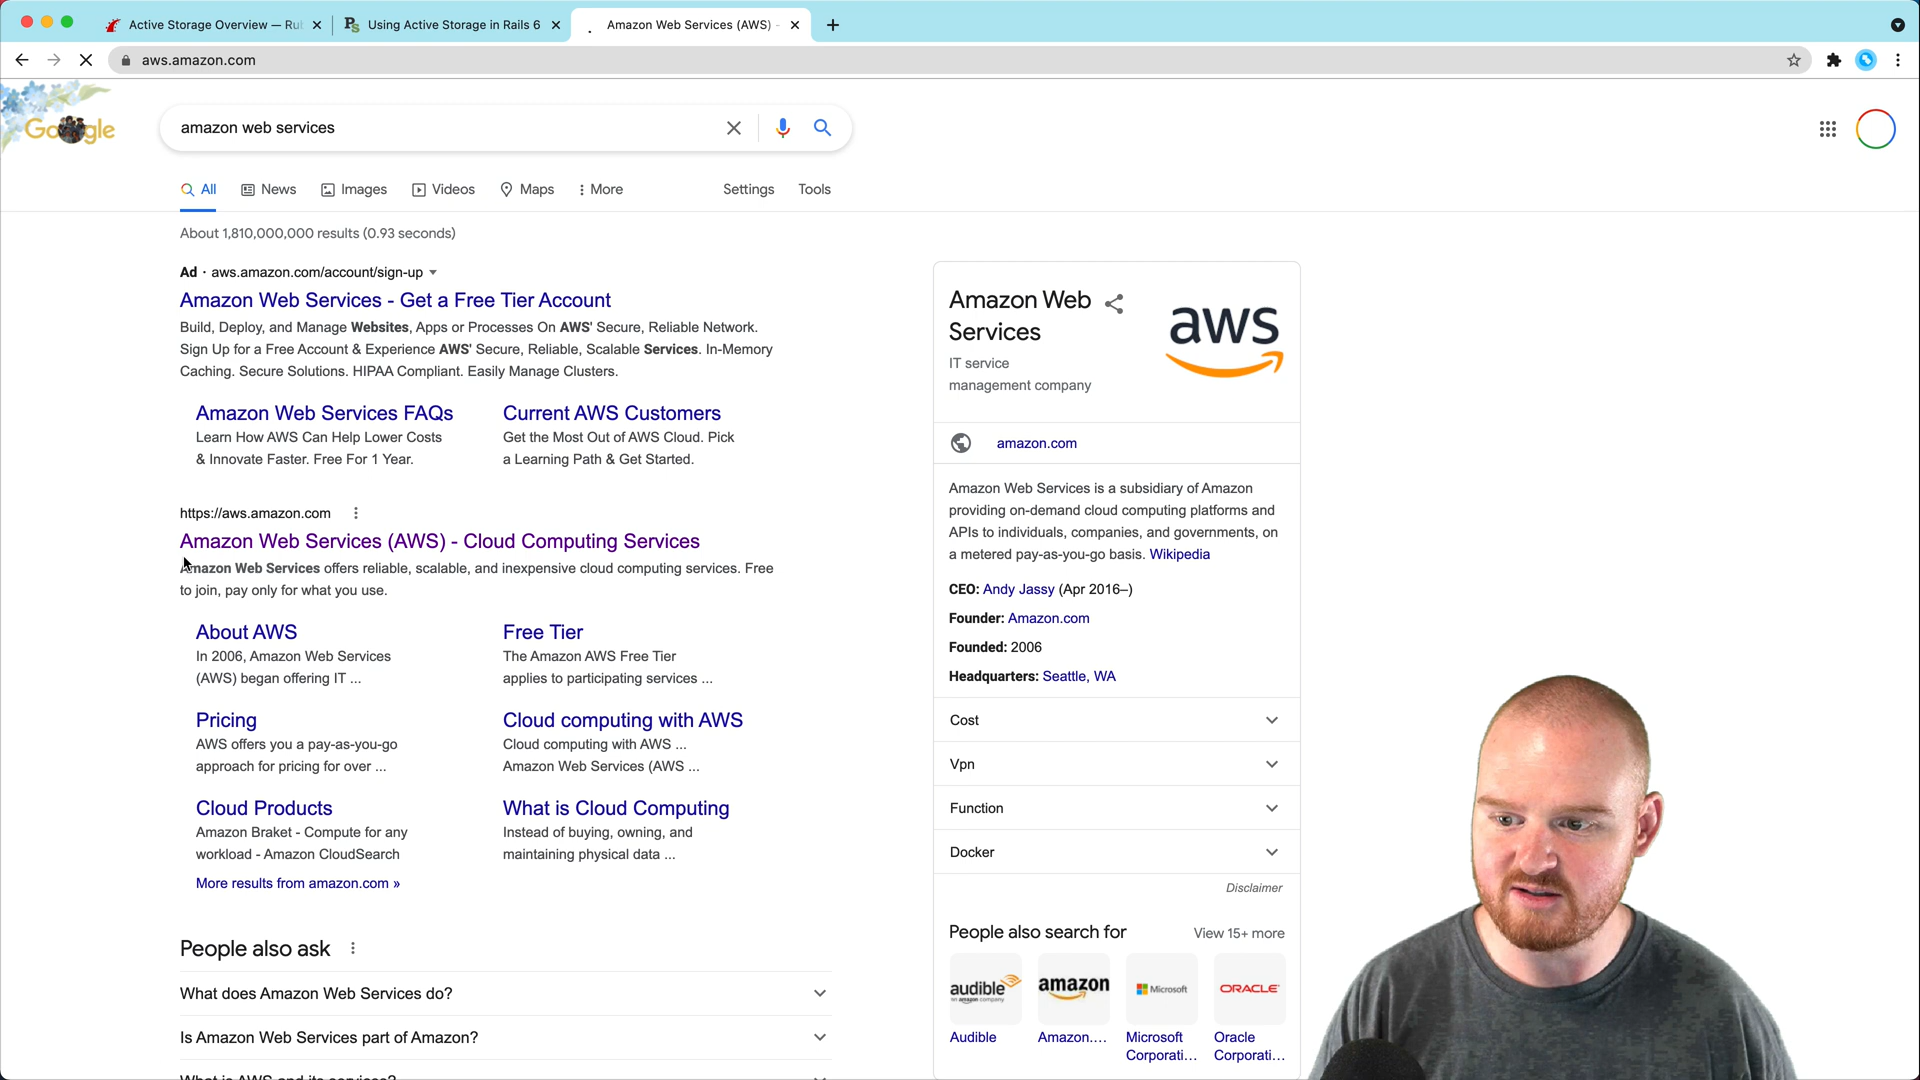 Active Storage Overview — Ru
Using Active Storage in Rails 6
Amazon Web Services (AWS) -
aws.amazon.com
Google
amazon web services
All
News
Images
Videos
Maps
More
Settings
Tools
About 1,810,000,000 results (0.93 seconds)
Ad · aws.amazon.com/account/sign-up
Amazon Web Services - Get a Free Tier Account
Build, Deploy, and Manage Websites, Apps or Processes On AWS' Secure, Reliable Network.
Sign Up for a Free Account & Experience AWS' Secure, Reliable, Scalable Services. In-Memory
Caching. Secure Solutions. HIPAA Compliant. Easily Manage Clusters.
Amazon Web Services FAQs
Learn How AWS Can Help Lower Costs
& Innovate Faster. Free For 1 Year.
Current AWS Customers
Get the Most Out of AWS Cloud. Pick
a Learning Path & Get Started.
https://aws.amazon.com
Amazon Web Services (AWS) - Cloud Computing Services
Amazon Web Services offers reliable, scalable, and inexpensive cloud computing services. Free
to join, pay only for what you use.
About AWS
In 2006, Amazon Web Services
(AWS) began offering IT ...
Free Tier
The Amazon AWS Free Tier
applies to participating services ...
Pricing
AWS offers you a pay-as-you-go
approach for pricing for over ...
Cloud computing with AWS
Cloud computing with AWS ...
Amazon Web Services (AWS ...
Cloud Products
Amazon Braket - Compute for any
workload - Amazon CloudSearch
What is Cloud Computing
Instead of buying, owning, and
maintaining physical data ...
More results from amazon.com »
People also ask
What does Amazon Web Services do?
Is Amazon Web Services part of Amazon?
What is AWS and its services?
Amazon Web
Services
IT service
management company
aws
amazon.com
Amazon Web Services is a subsidiary of Amazon
providing on-demand cloud computing platforms and
APIs to individuals, companies, and governments, on
a metered pay-as-you-go basis. Wikipedia
CEO: Andy Jassy (Apr 2016–)
Founder: Amazon.com
Founded: 2006
Headquarters: Seattle, WA
Cost
Vpn
Function
Docker
Disclaimer
People also search for
View 15+ more
audible
an amazon company
amazon
Microsoft
ORACLE
Audible
Amazon....
Microsoft
Corporati...
Oracle
Corporati...